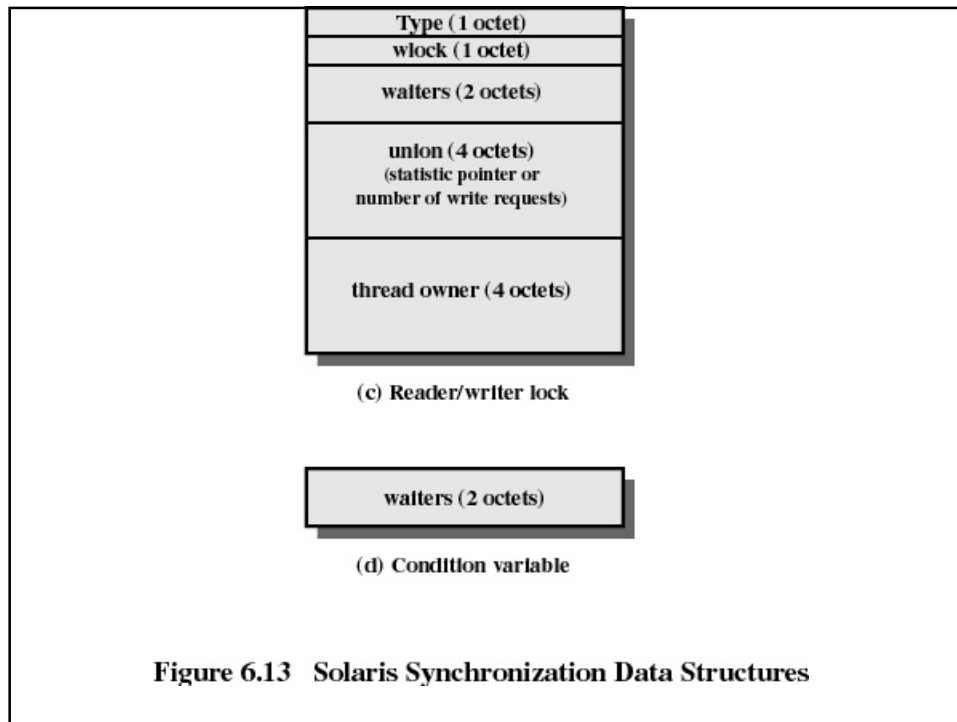 Type (1 octet)
wlock (1 octet)
waiters (2 octets)
union (4 octets)
(statistic pointer or
number of write requests)
thread owner (4 octets)
(c) Reader/writer lock
waiters (2 octets)
(d) Condition variable
Figure 6.13 Solaris Synchronization Data Structures